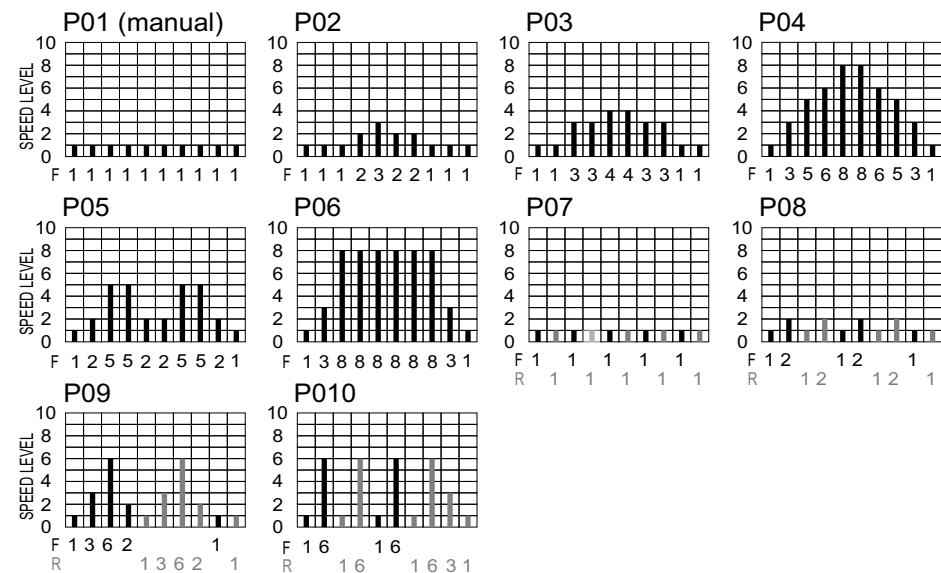 P01 (manual) P02 P03 P04
10 10 10 10
8 8 8 8
6 6 6 6
4 4 4 4
2 2 2 2
0 0 0 0
SPEED LEVEL
F 1 1 1 1 1 1 1 1 1 1 F 1 1 1 2 3 2 2 1 1 1 F 1 1 3 3 4 4 3 3 1 1 F 1 3 5 6 8 8 6 5 3 1
P05 P06 P07 P08
10 10 10 10
8 8 8 8
6 6 6 6
4 4 4 4
2 2 2 2
0 0 0 0
SPEED LEVEL
F 1 2 5 5 2 2 5 5 2 1 F 1 3 8 8 8 8 8 8 3 1 F 1 1 1 1 1 F 1 2 1 2 1
R 1 1 1 1 1 R 1 2 1 2 1
P09 P010
10 10
8 8
6 6
4 4
2 2
0 0
SPEED LEVEL
F 1 3 6 2 1 F 1 6 1 6
R 1 3 6 2 1 R 1 6 1 6 3 1